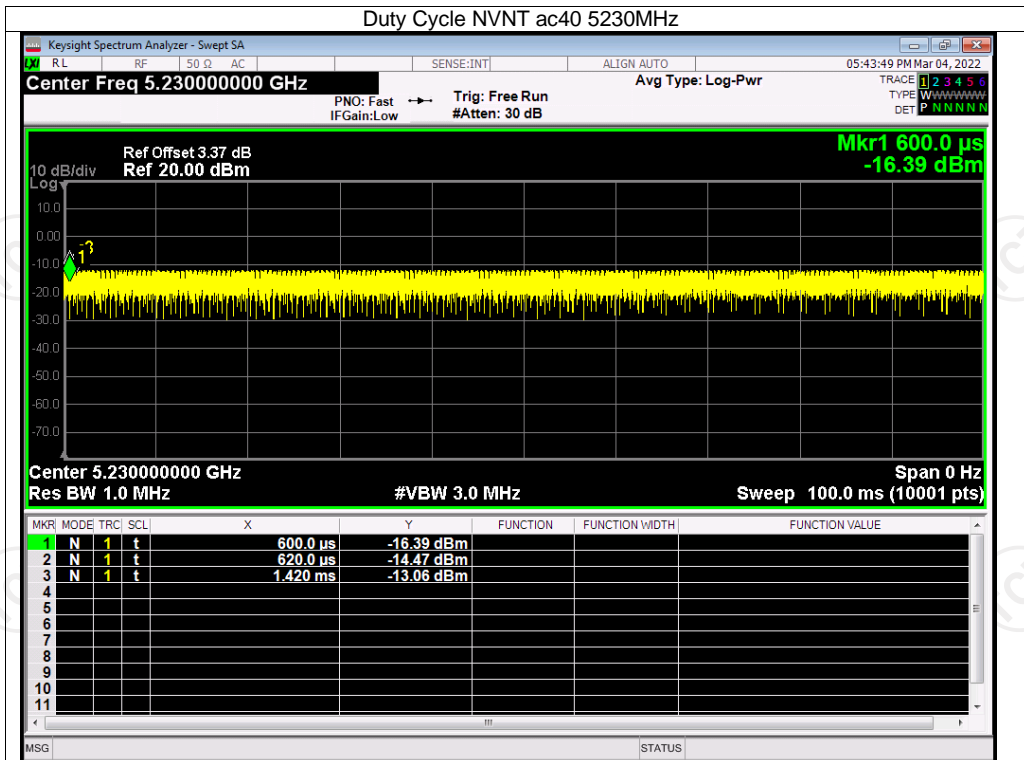 Duty Cycle NVNT ac40 5230MHz
Keysight Spectrum Analyzer - Swept SA
LXI RL RF 50 Ω AC SENSE:INT ALIGN AUTO 05:43:49 PM Mar 04, 2022
Center Freq 5.230000000 GHz
PNO: Fast Trig: Free Run Avg Type: Log-Pwr TRACE 1 2 3 4 5 6
IFGain:Low #Atten: 30 dB TYPE WWWWWW
DET P N N N N N
Mkr1 600.0 µs
-16.39 dBm
Ref Offset 3.37 dB
10 dB/div Ref 20.00 dBm
Log
10.0
0.00
-10.0
-20.0
-30.0
-40.0
-50.0
-60.0
-70.0
1
3
Center 5.230000000 GHz Span 0 Hz
Res BW 1.0 MHz #VBW 3.0 MHz Sweep 100.0 ms (10001 pts)
MKR MODE TRC SCL X Y FUNCTION FUNCTION WIDTH FUNCTION VALUE
1 N 1 t 600.0 µs -16.39 dBm
2 N 1 t 620.0 µs -14.47 dBm
3 N 1 t 1.420 ms -13.06 dBm
4
5
6
7
8
9
10
11
MSG STATUS